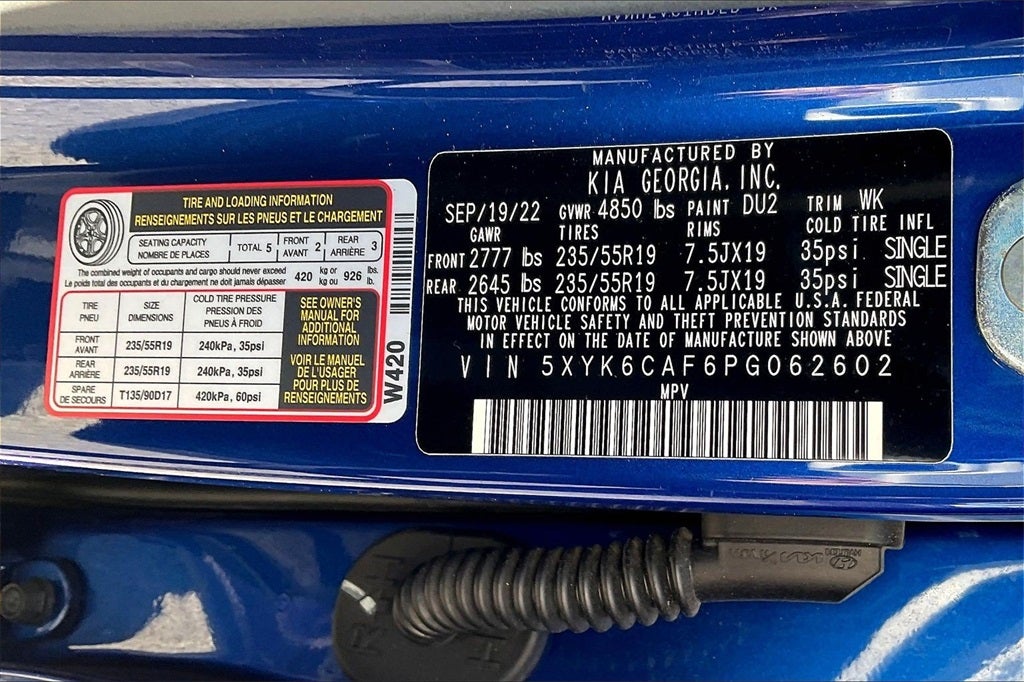 TIRE AND LOADING INFORMATION
RENSEIGNEMENTS SUR LES PNEUS ET LE CHARGEMENT
SEATING CAPACITY
NOMBRE DE PLACES
TOTAL 5
FRONT
AVANT 2
REAR
ARRIÈRE 3
The combined weight of occupants and cargo should never exceed
Le poids total des occupants et du chargement ne doit jamais dépasser
420 kg or 926 lbs.
kg ou lb.
TIRE SIZE COLD TIRE PRESSURE
PNEU DIMENSIONS PRESSION DES
PNEUS À FROID
FRONT
AVANT 235/55R19 240kPa, 35psi
REAR
ARRIÈRE 235/55R19 240kPa, 35psi
SPARE
DE SECOURS T135/90D17 420kPa, 60psi
SEE OWNER'S
MANUAL FOR
ADDITIONAL
INFORMATION
VOIR LE MANUEL
DE L'USAGER
POUR PLUS DE
RENSEIGNEMENTS
W420
MANUFACTURED BY
KIA GEORGIA, INC.
SEP/19/22 GVWR 4850 lbs PAINT DU2 TRIM WK
GAWR TIRES RIMS COLD TIRE INFL
FRONT 2777 lbs 235/55R19 7.5JX19 35psi SINGLE
REAR 2645 lbs 235/55R19 7.5JX19 35psi SINGLE
THIS VEHICLE CONFORMS TO ALL APPLICABLE U.S.A. FEDERAL
MOTOR VEHICLE SAFETY AND THEFT PREVENTION STANDARDS
IN EFFECT ON THE DATE OF MANUFACTURE SHOWN ABOVE
VIN 5XYK6CAF6PG062602
MPV